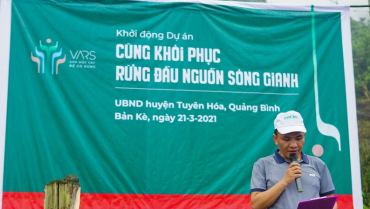 VARS
Khởi động Dự án
CÙNG KHÔI PHỤC
RỪNG ĐẦU NGUỒN SÔNG GIANH
UBND huyện Tuyên Hóa, Quảng Bình
Bản Kè, ngày 21-3-2021